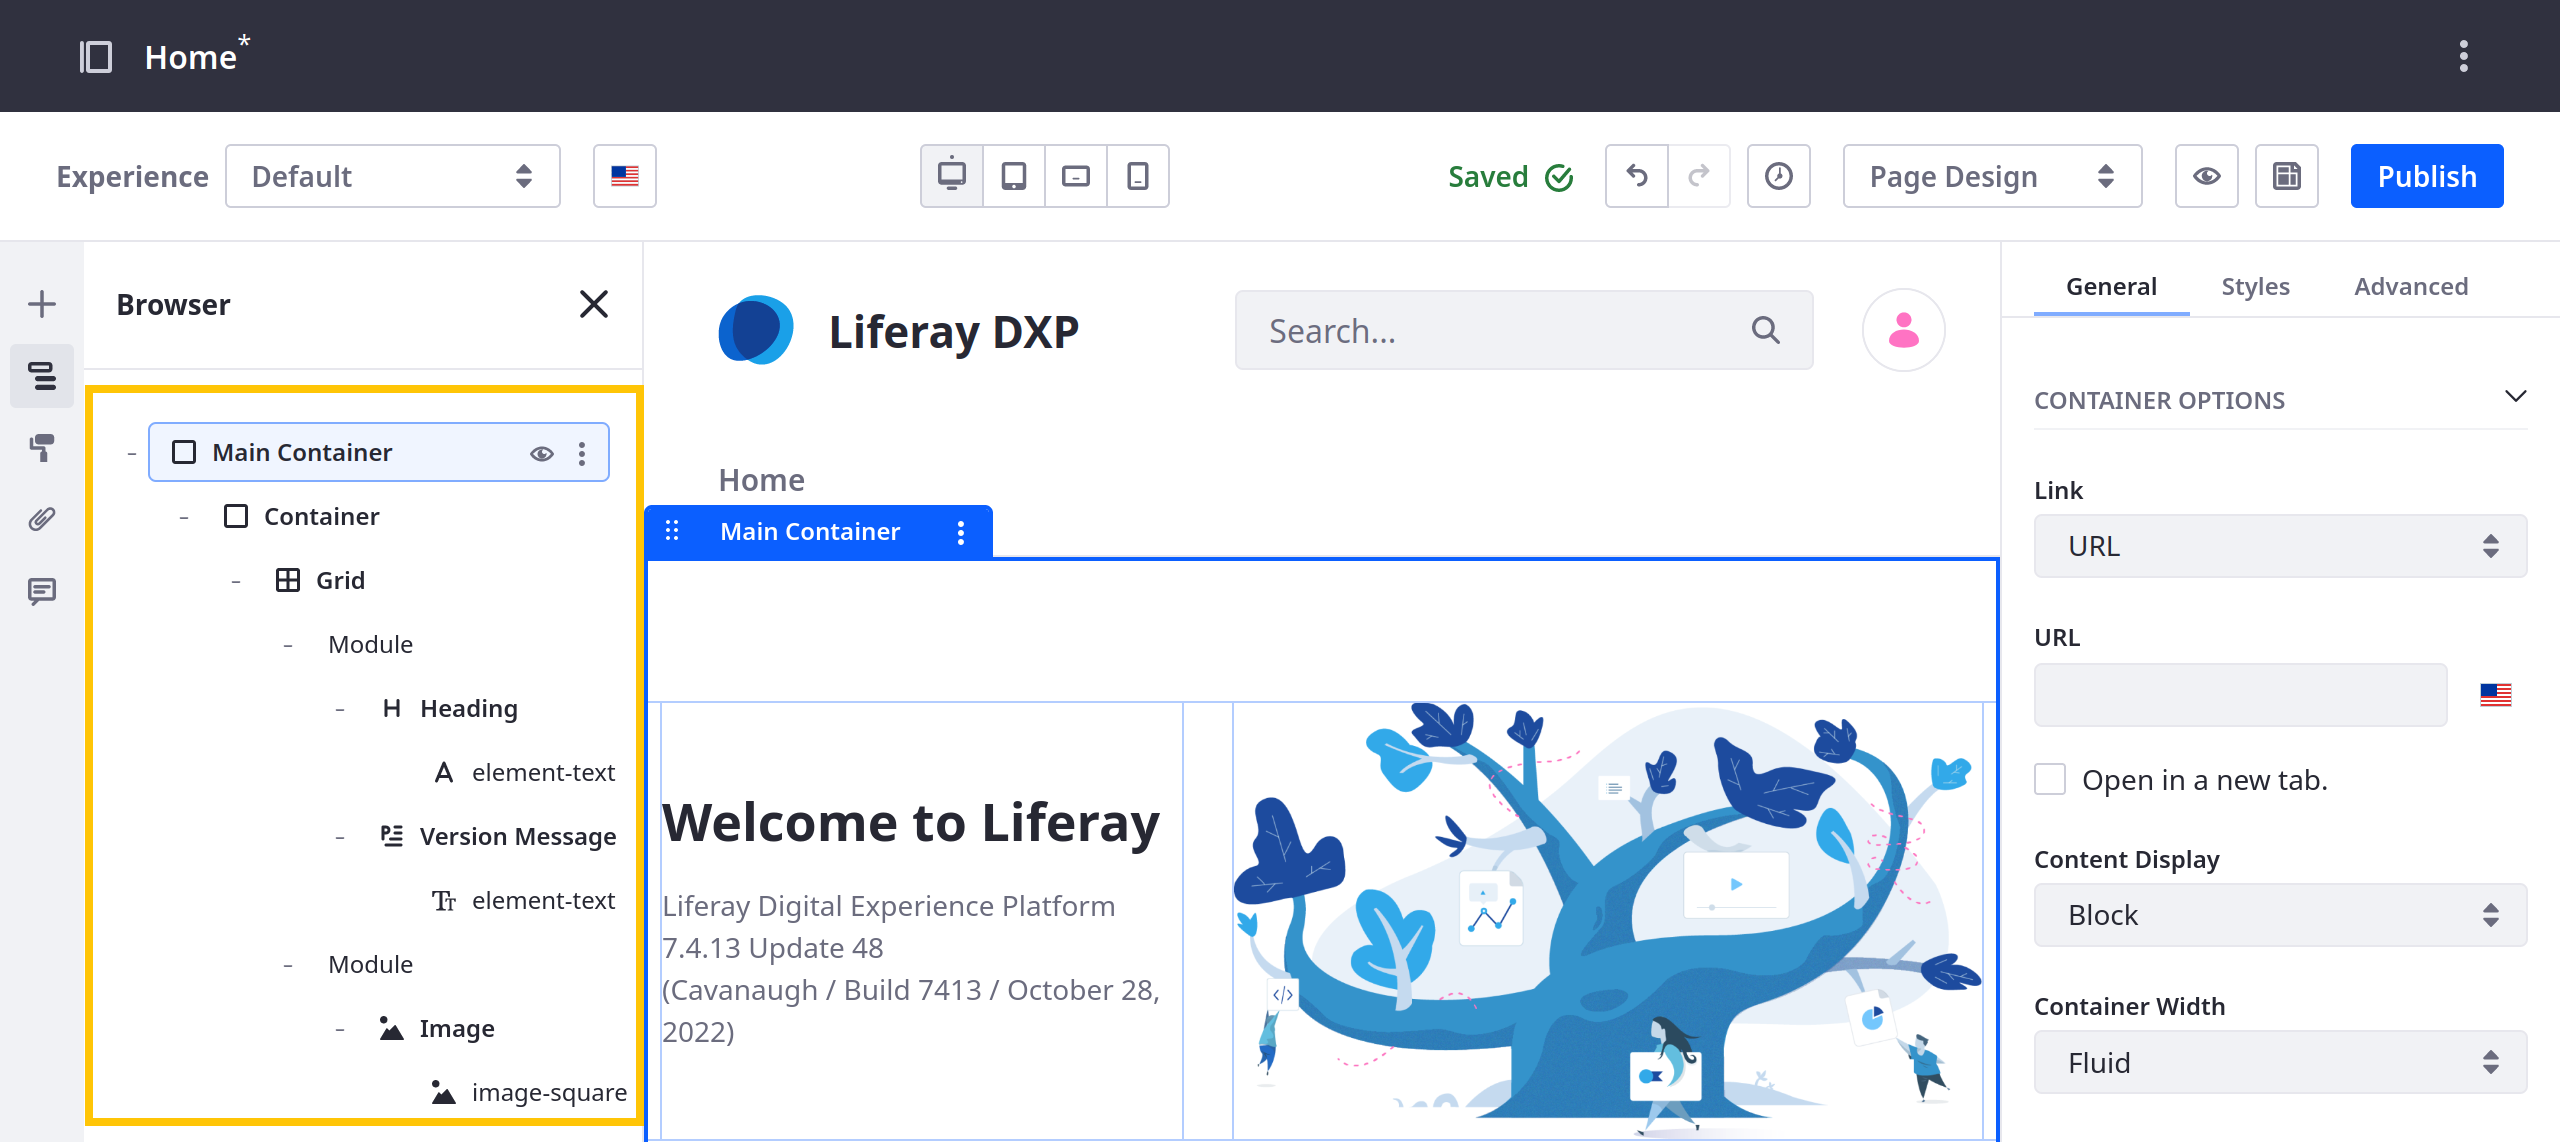 Home*
Experience
Default
Saved
Page Design
Publish
Browser
Main Container
Container
Grid
Module
Heading
element-text
Version Message
element-text
Module
Image
image-square
Liferay DXP
Search...
Home
Main Container
Welcome to Liferay
Liferay Digital Experience Platform
7.4.13 Update 48
(Cavanaugh / Build 7413 / October 28,
2022)
General
Styles
Advanced
CONTAINER OPTIONS
Link
URL
URL
Open in a new tab.
Content Display
Block
Container Width
Fluid